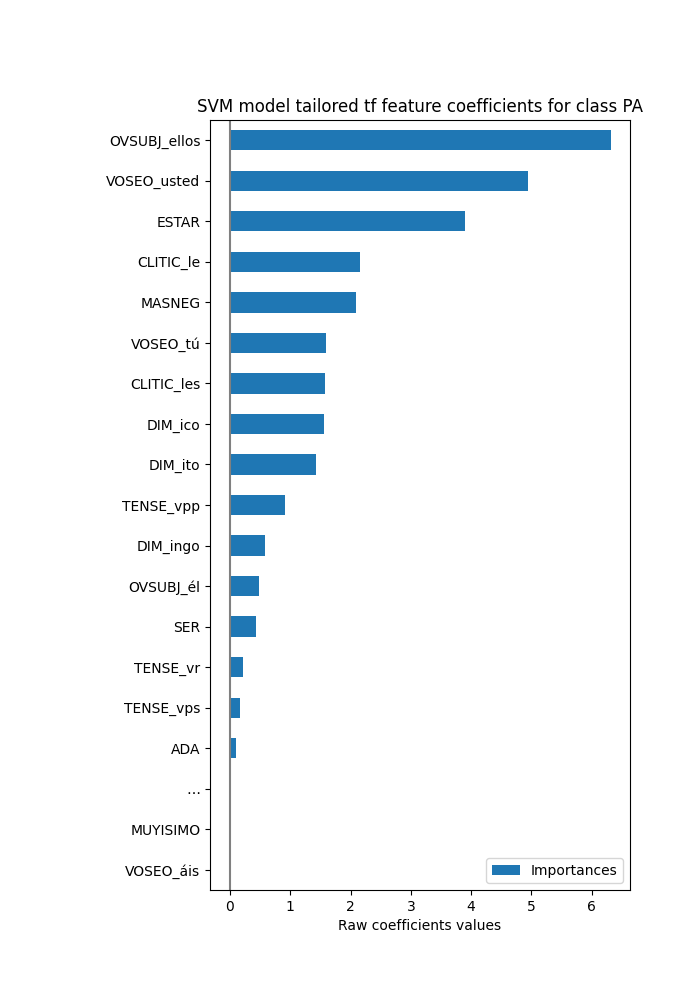 SVM model tailored tf feature coefficients for class PA
OVSUBJ_ellos
VOSEO_usted
ESTAR
CLITIC_le
MASNEG
VOSEO_tú
CLITIC_les
DIM_ico
DIM_ito
TENSE_vpp
DIM_ingo
OVSUBJ_él
SER
TENSE_vr
TENSE_vps
ADA
...
MUYISIMO
VOSEO_áis
Importances
0 1 2 3 4 5 6
Raw coefficients values